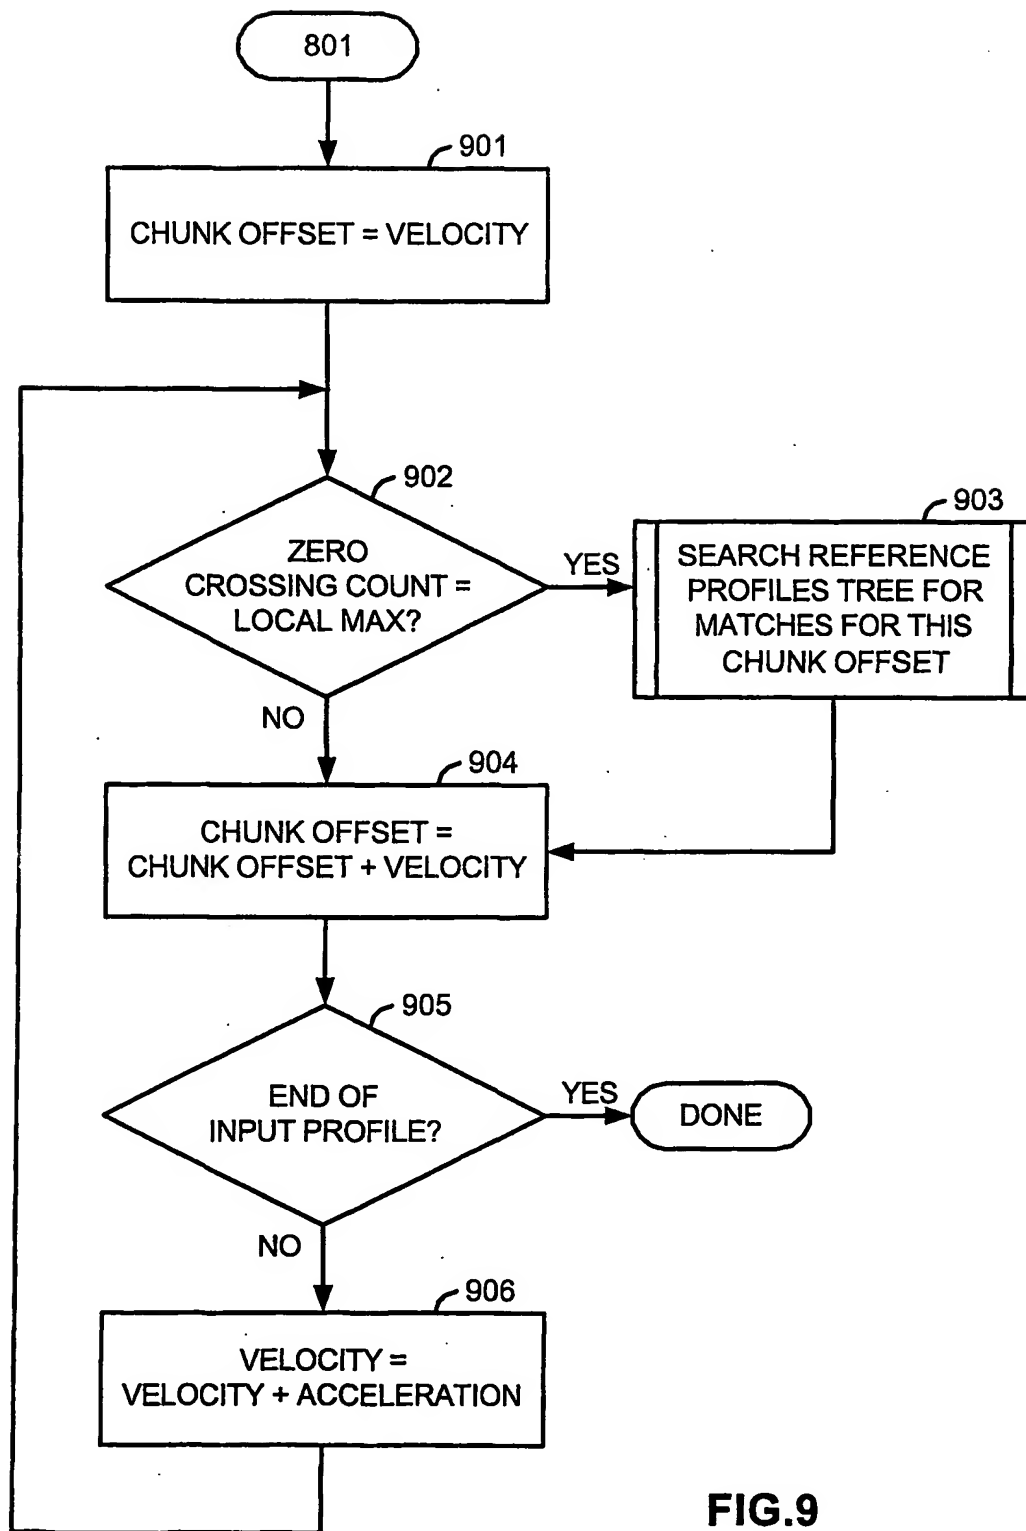 801
901
CHUNK OFFSET = VELOCITY
902
ZERO
CROSSING COUNT =
LOCAL MAX?
YES
903
SEARCH REFERENCE
PROFILES TREE FOR
MATCHES FOR THIS
CHUNK OFFSET
NO
904
CHUNK OFFSET =
CHUNK OFFSET + VELOCITY
905
END OF
INPUT PROFILE?
YES
DONE
NO
906
VELOCITY =
VELOCITY + ACCELERATION
FIG.9